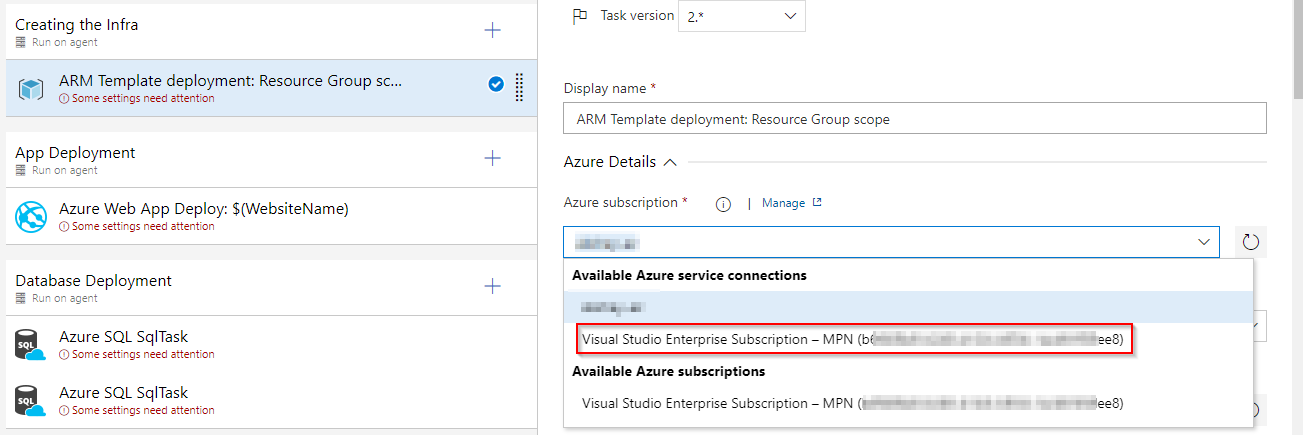 Creating the Infra
Run on agent
ARM Template deployment: Resource Group sc...
Some settings need attention
App Deployment
Run on agent
Azure Web App Deploy: $(WebsiteName)
Some settings need attention
Database Deployment
Run on agent
Azure SQL SqlTask
Some settings need attention
Azure SQL SqlTask
Some settings need attention
Task version 2.*
Display name *
ARM Template deployment: Resource Group scope
Azure Details
Azure subscription * | Manage
Available Azure service connections
Visual Studio Enterprise Subscription – MPN (b6 ee8)
Available Azure subscriptions
Visual Studio Enterprise Subscription – MPN ( ee8)